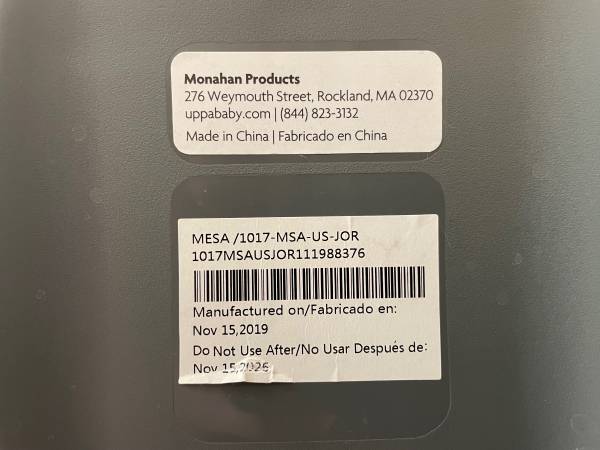 Monahan Products
276 Weymouth Street, Rockland, MA 02370
uppababy.com | (844) 823-3132
Made in China | Fabricado en China
MESA /1017-MSA-US-JOR
1017MSAUSJOR111988376
Manufactured on/Fabricado en:
Nov 15,2019
Do Not Use After/No Usar Después de:
Nov 15,2026